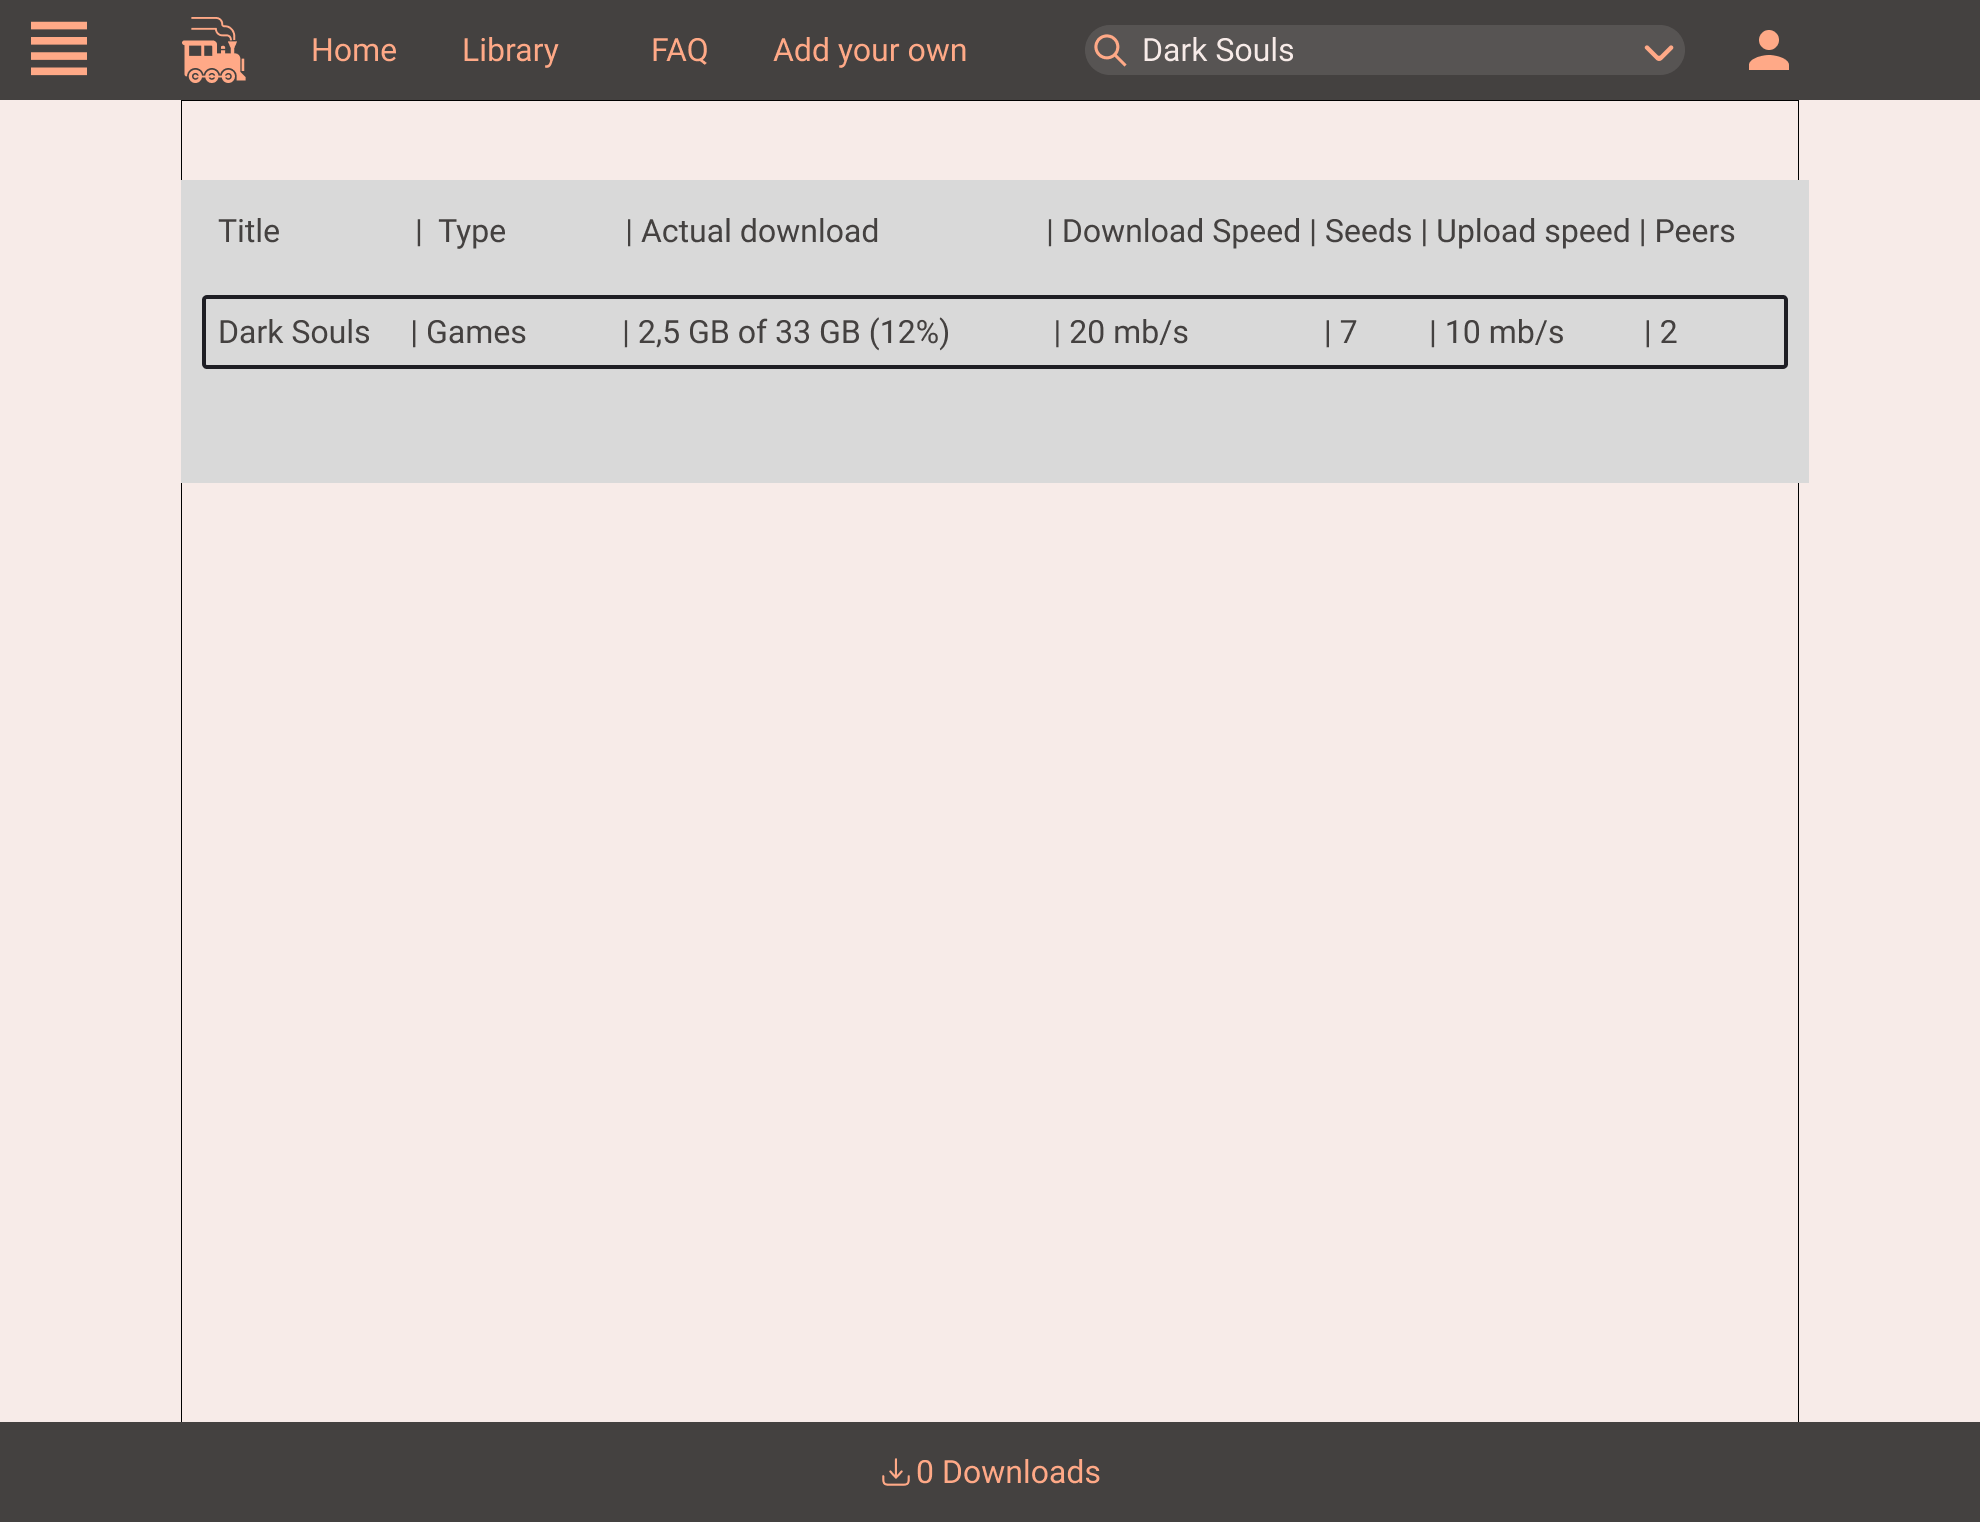 Home Library FAQ Add your own Dark Souls
Title | Type | Actual download | Download Speed | Seeds | Upload speed | Peers
Dark Souls | Games | 2,5 GB of 33 GB (12%) | 20 mb/s | 7 | 10 mb/s | 2
0 Downloads